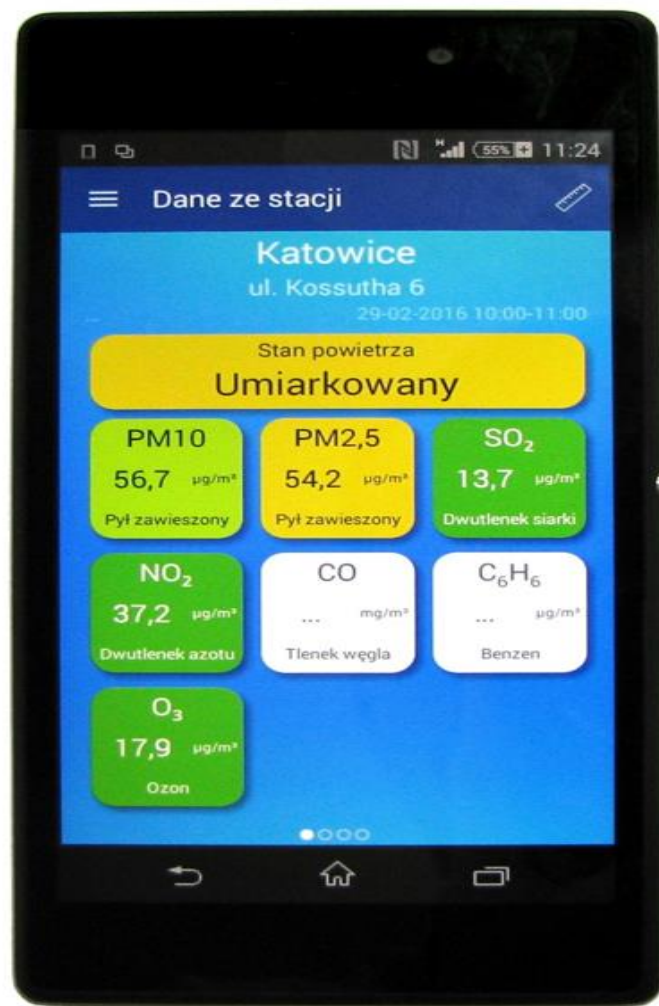 55% 11:24
Dane ze stacji
Katowice
ul. Kossutha 6
29-02-2016 10:00-11:00
Stan powietrza
Umiarkowany
PM10
56,7 µg/m³
Pył zawieszony
PM2,5
54,2 µg/m³
Pył zawieszony
SO₂
13,7 µg/m³
Dwutlenek siarki
NO₂
37,2 µg/m³
Dwutlenek azotu
CO
... mg/m³
Tlenek węgla
C₆H₆
... µg/m³
Benzen
O₃
17,9 µg/m³
Ozon